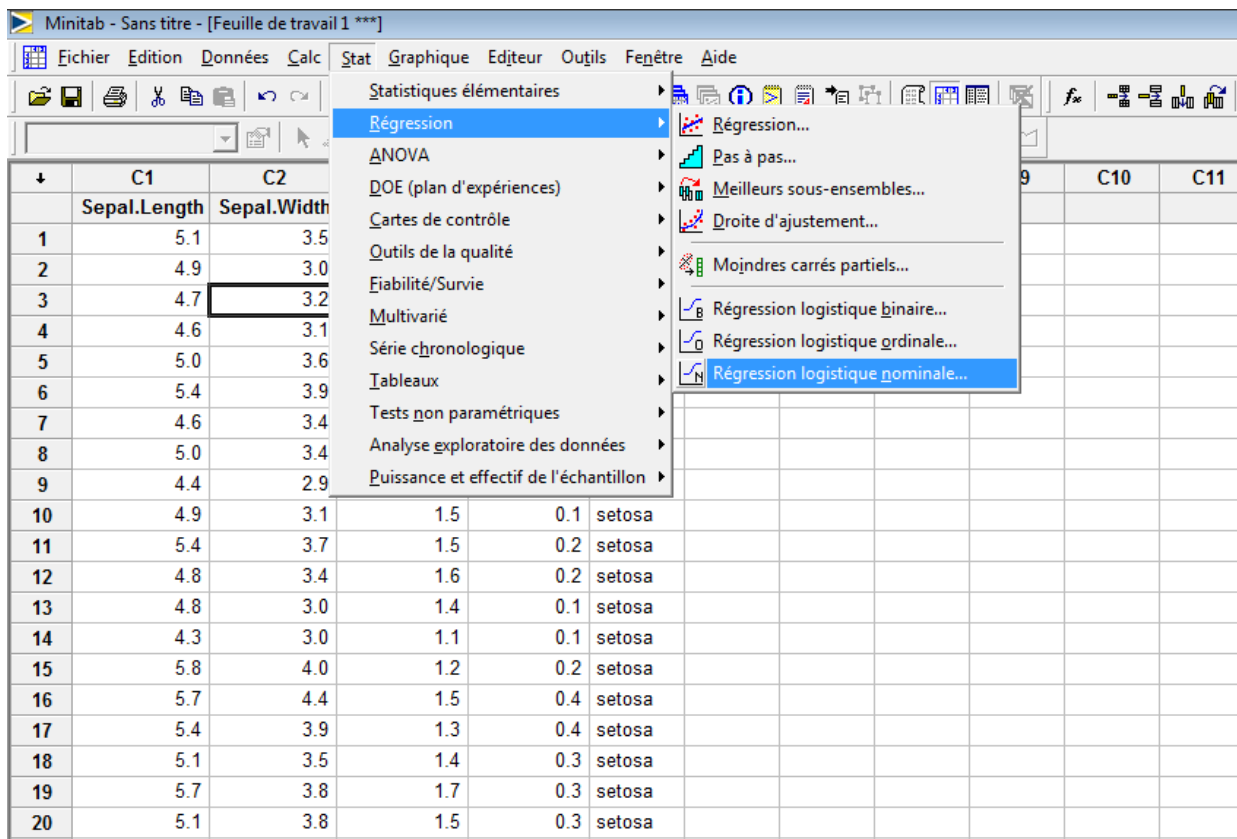 Minitab - Sans titre - [Feuille de travail 1 ***]
Fichier Edition Données Calc Stat Graphique Editeur Outils Fenêtre Aide
Statistiques élémentaires
Régression
ANOVA
DOE (plan d'expériences)
Cartes de contrôle
Outils de la qualité
Fiabilité/Survie
Multivarié
Série chronologique
Tableaux
Tests non paramétriques
Analyse exploratoire des données
Puissance et effectif de l'échantillon
Régression...
Pas à pas...
Meilleurs sous-ensembles...
Droite d'ajustement...
Moindres carrés partiels...
Régression logistique binaire...
Régression logistique ordinale...
Régression logistique nominale...
C1 C2 9 C10 C11
Sepal.Length Sepal.Width
1 5.1 3.5
2 4.9 3.0
3 4.7 3.2
4 4.6 3.1
5 5.0 3.6
6 5.4 3.9
7 4.6 3.4
8 5.0 3.4
9 4.4 2.9
10 4.9 3.1 1.5 0.1 setosa
11 5.4 3.7 1.5 0.2 setosa
12 4.8 3.4 1.6 0.2 setosa
13 4.8 3.0 1.4 0.1 setosa
14 4.3 3.0 1.1 0.1 setosa
15 5.8 4.0 1.2 0.2 setosa
16 5.7 4.4 1.5 0.4 setosa
17 5.4 3.9 1.3 0.4 setosa
18 5.1 3.5 1.4 0.3 setosa
19 5.7 3.8 1.7 0.3 setosa
20 5.1 3.8 1.5 0.3 setosa